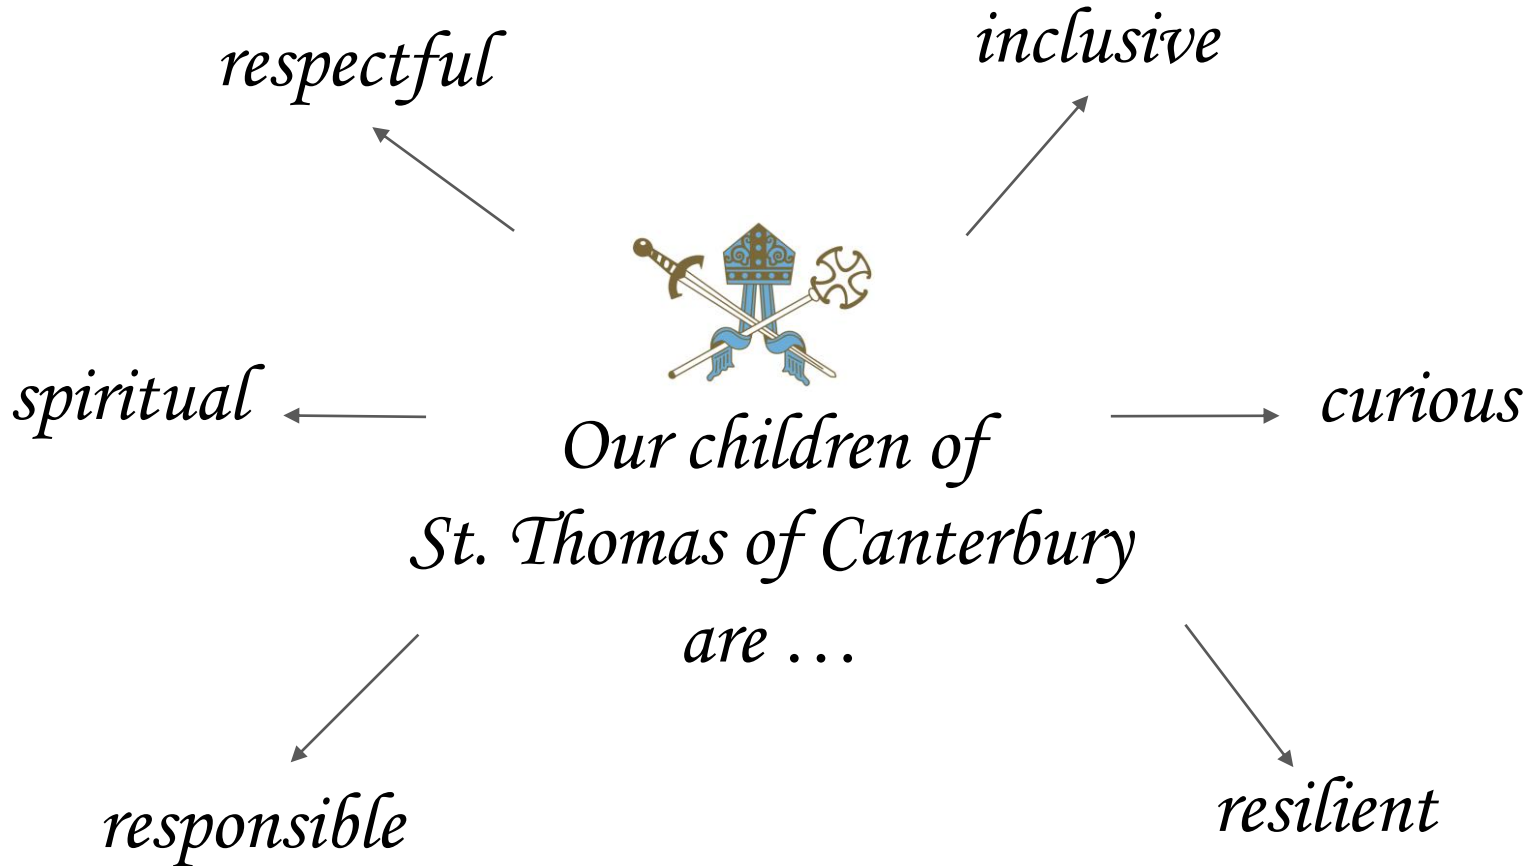 respectful
inclusive
spiritual
curious
Our children of
St. Thomas of Canterbury
are …
responsible
resilient